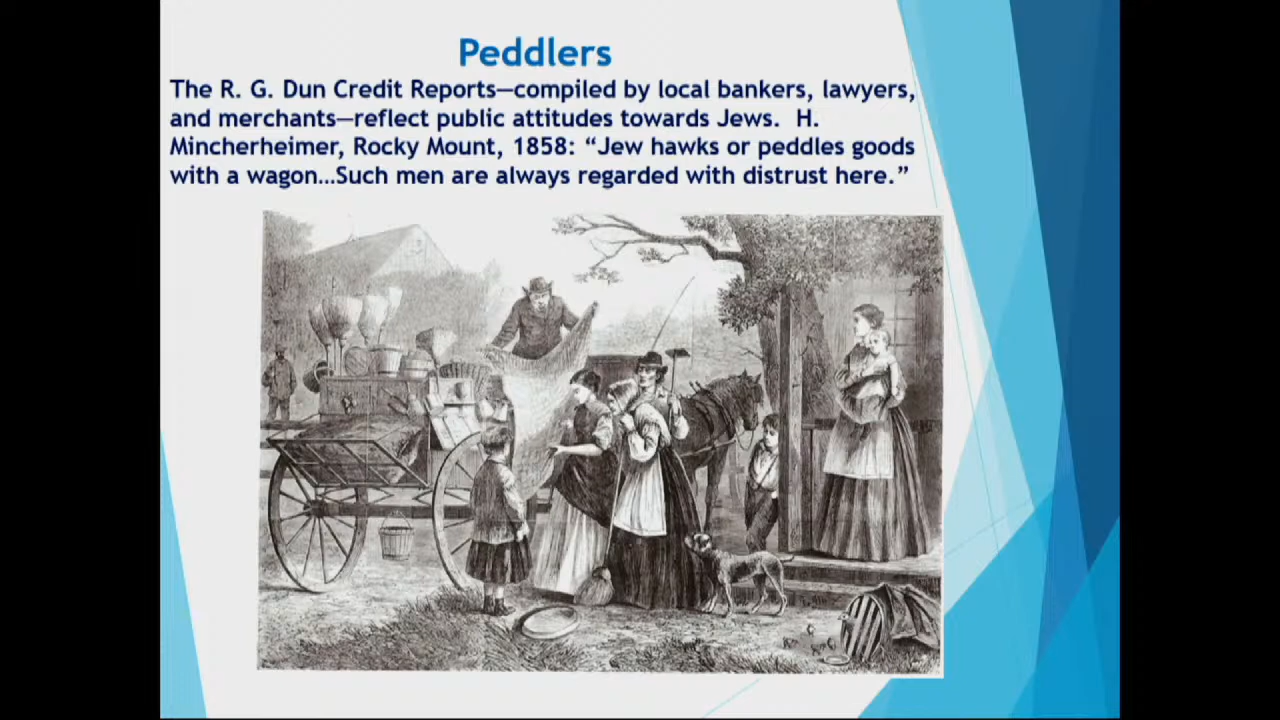 Peddlers
The R. G. Dun Credit Reports—compiled by local bankers, lawyers,
and merchants—reflect public attitudes towards Jews. H.
Mincherheimer, Rocky Mount, 1858: “Jew hawks or peddles goods
with a wagon…Such men are always regarded with distrust here.”